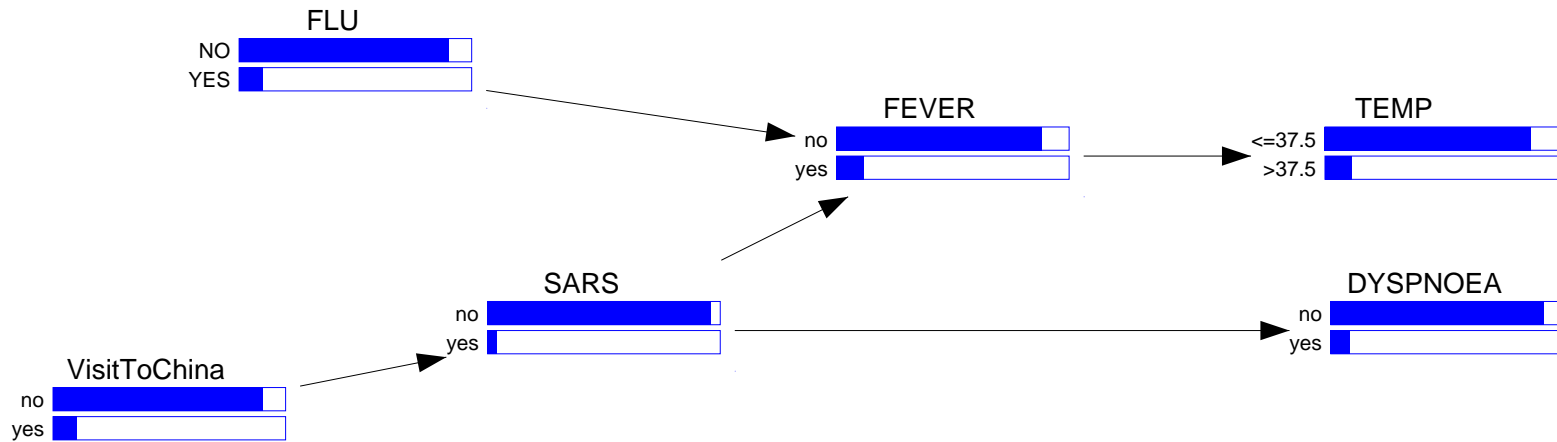 FLU
NO
YES
FEVER
no
yes
TEMP
<=37.5
>37.5
SARS
no
yes
DYSPNOEA
no
yes
VisitToChina
no
yes